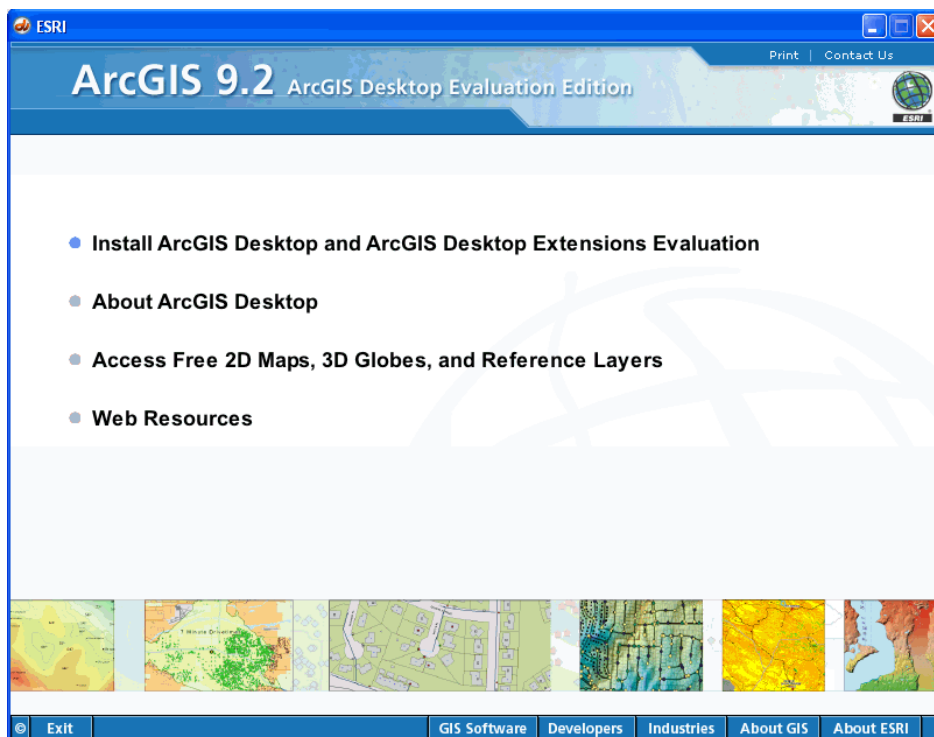 ESRI
Print | Contact Us
ArcGIS 9.2 ArcGIS Desktop Evaluation Edition
ESRI
Install ArcGIS Desktop and ArcGIS Desktop Extensions Evaluation
About ArcGIS Desktop
Access Free 2D Maps, 3D Globes, and Reference Layers
Web Resources
© Exit GIS Software Developers Industries About GIS About ESRI